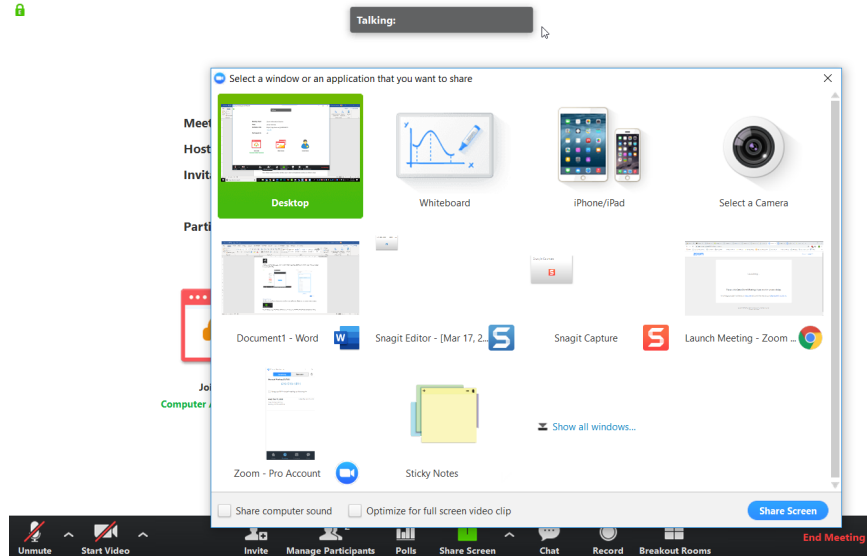 Talking:
Select a window or an application that you want to share
Meet
Host
Invit
Parti
Desktop
Whiteboard
iPhone/iPad
Select a Camera
Document1 - Word
Snagit Editor - [Mar 17, 2...
Snagit Capture
Launch Meeting - Zoom ...
Joi
Computer A
Zoom - Pro Account
Sticky Notes
Show all windows...
Share computer sound
Optimize for full screen video clip
Share Screen
Unmute
Start Video
Invite
Manage Participants
Polls
Share Screen
Chat
Record
Breakout Rooms
End Meeting